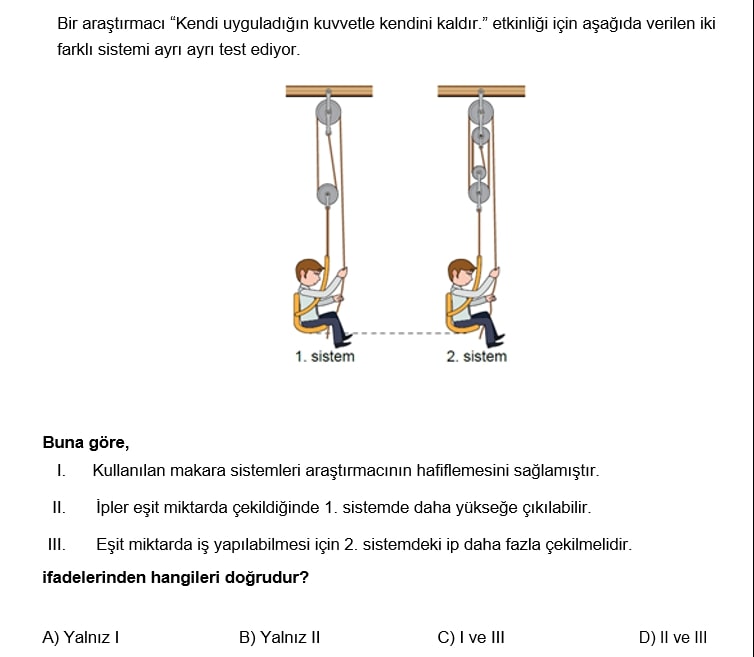 Bir araştırmacı “Kendi uyguladığın kuvvetle kendini kaldır.” etkinliği için aşağıda verilen iki
farklı sistemi ayrı ayrı test ediyor.
1. sistem 2. sistem
Buna göre,
I. Kullanılan makara sistemleri araştırmacının hafiflemesini sağlamıştır.
II. İpler eşit miktarda çekildiğinde 1. sistemde daha yükseğe çıkılabilir.
III. Eşit miktarda iş yapılabilmesi için 2. sistemdeki ip daha fazla çekilmelidir.
ifadelerinden hangileri doğrudur?
A) Yalnız I B) Yalnız II C) I ve III D) II ve III